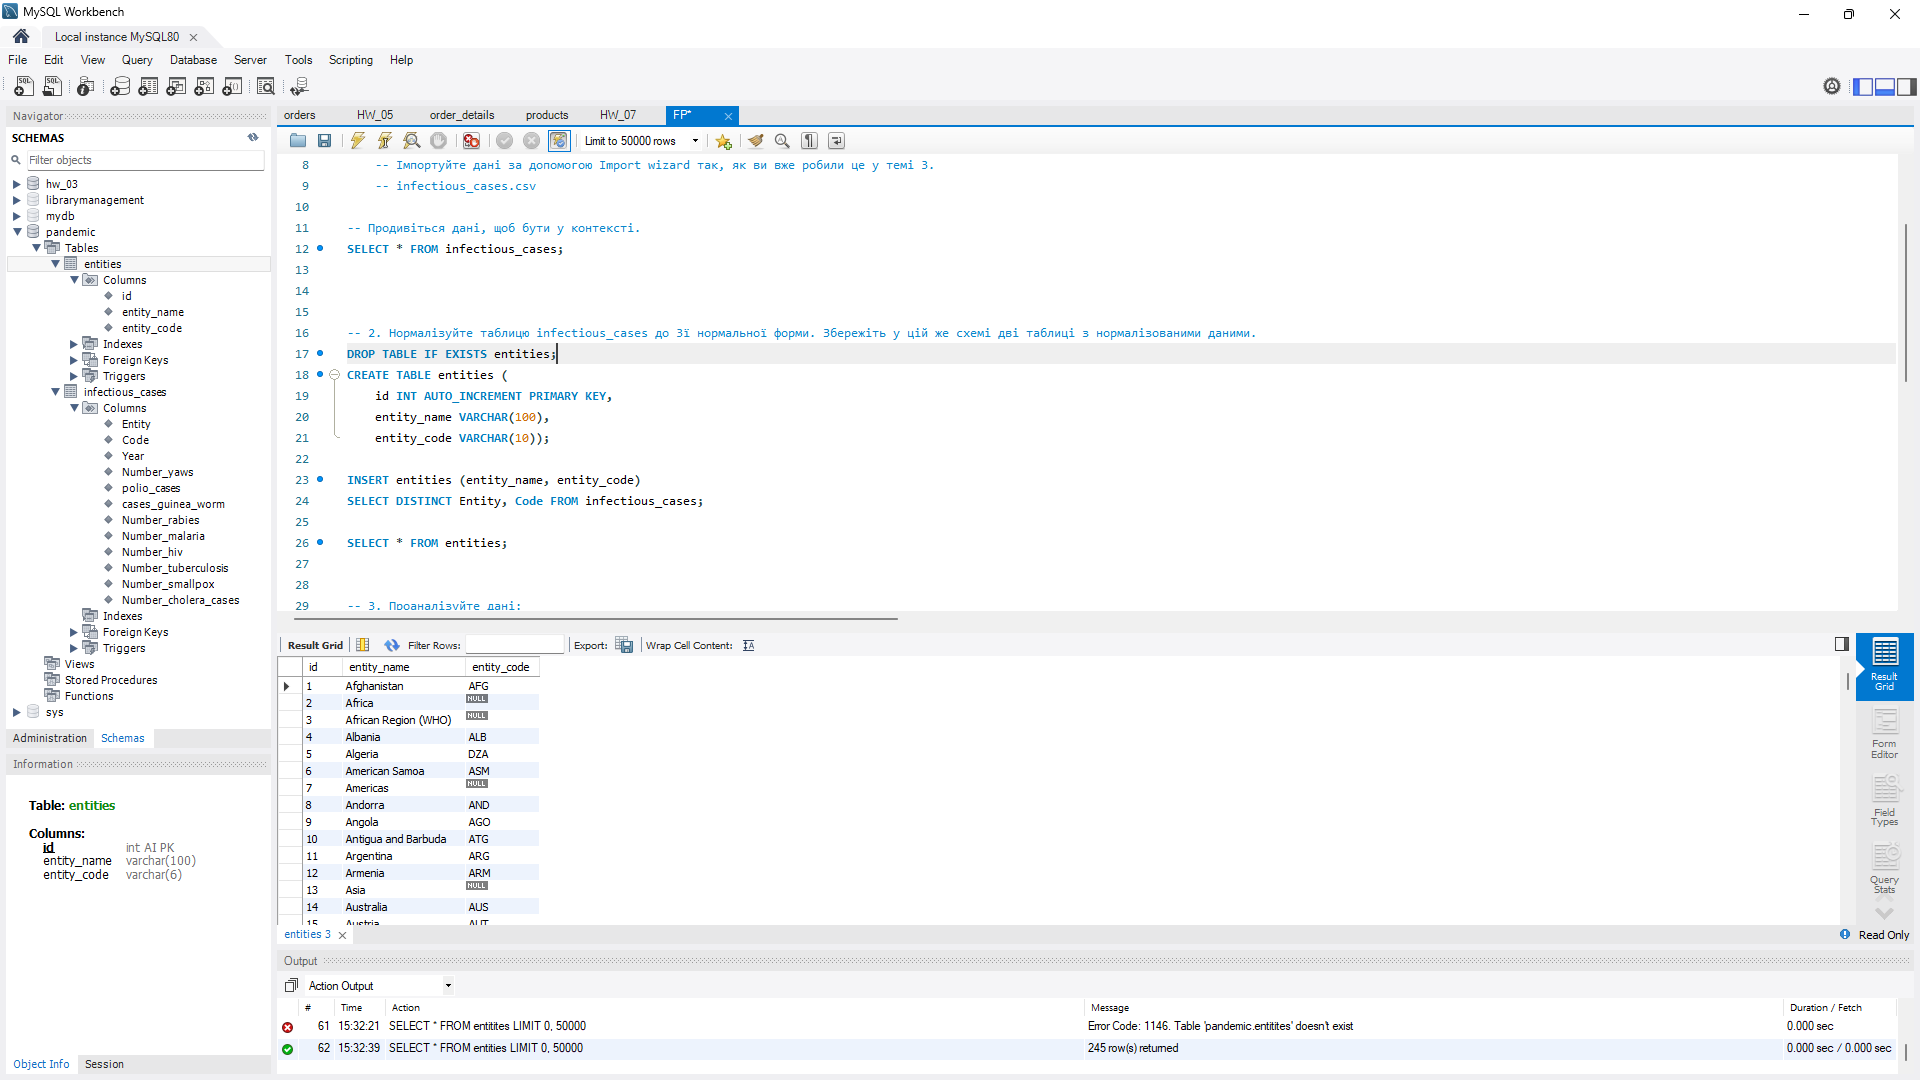 MySQL Workbench
Local instance MySQL80
File Edit View Query Database Server Tools Scripting Help
Navigator
SCHEMAS
Filter objects
hw_03
librarymanagement
mydb
pandemic
Tables
entities
Columns
id
entity_name
entity_code
Indexes
Foreign Keys
Triggers
infectious_cases
Columns
Entity
Code
Year
Number_yaws
polio_cases
cases_guinea_worm
Number_rabies
Number_malaria
Number_hiv
Number_tuberculosis
Number_smallpox
Number_cholera_cases
Indexes
Foreign Keys
Triggers
Views
Stored Procedures
Functions
sys
Administration Schemas
Information
Table: entities
Columns:
id int AI PK
entity_name varchar(100)
entity_code varchar(6)
Object Info Session
orders HW_05 order_details products HW_07 FP*
Limit to 50000 rows
8 -- Імпортуйте дані за допомогою Import wizard так, як ви вже робили це у темі 3.
9 -- infectious_cases.csv
10
11 -- Продивіться дані, щоб бути у контексті.
12 SELECT * FROM infectious_cases;
13
14
15
16 -- 2. Нормалізуйте таблицю infectious_cases до 3ї нормальної форми. Збережіть у цій же схемі дві таблиці з нормалізованими даними.
17 DROP TABLE IF EXISTS entities;
18 CREATE TABLE entities (
19 id INT AUTO_INCREMENT PRIMARY KEY,
20 entity_name VARCHAR(100),
21 entity_code VARCHAR(10));
22
23 INSERT entities (entity_name, entity_code)
24 SELECT DISTINCT Entity, Code FROM infectious_cases;
25
26 SELECT * FROM entities;
27
28
29 -- 3. Проаналізуйте дані:
Result Grid Filter Rows: Export: Wrap Cell Content:
id entity_name entity_code
1 Afghanistan AFG
2 Africa NULL
3 African Region (WHO) NULL
4 Albania ALB
5 Algeria DZA
6 American Samoa ASM
7 Americas NULL
8 Andorra AND
9 Angola AGO
10 Antigua and Barbuda ATG
11 Argentina ARG
12 Armenia ARM
13 Asia NULL
14 Australia AUS
15 Austria AUT
Result Grid
Form Editor
Field Types
Query Stats
entities 3
Read Only
Output
Action Output
# Time Action Message Duration / Fetch
61 15:32:21 SELECT * FROM entitites LIMIT 0, 50000 Error Code: 1146. Table 'pandemic.entitites' doesn't exist 0.000 sec
62 15:32:39 SELECT * FROM entities LIMIT 0, 50000 245 row(s) returned 0.000 sec / 0.000 sec